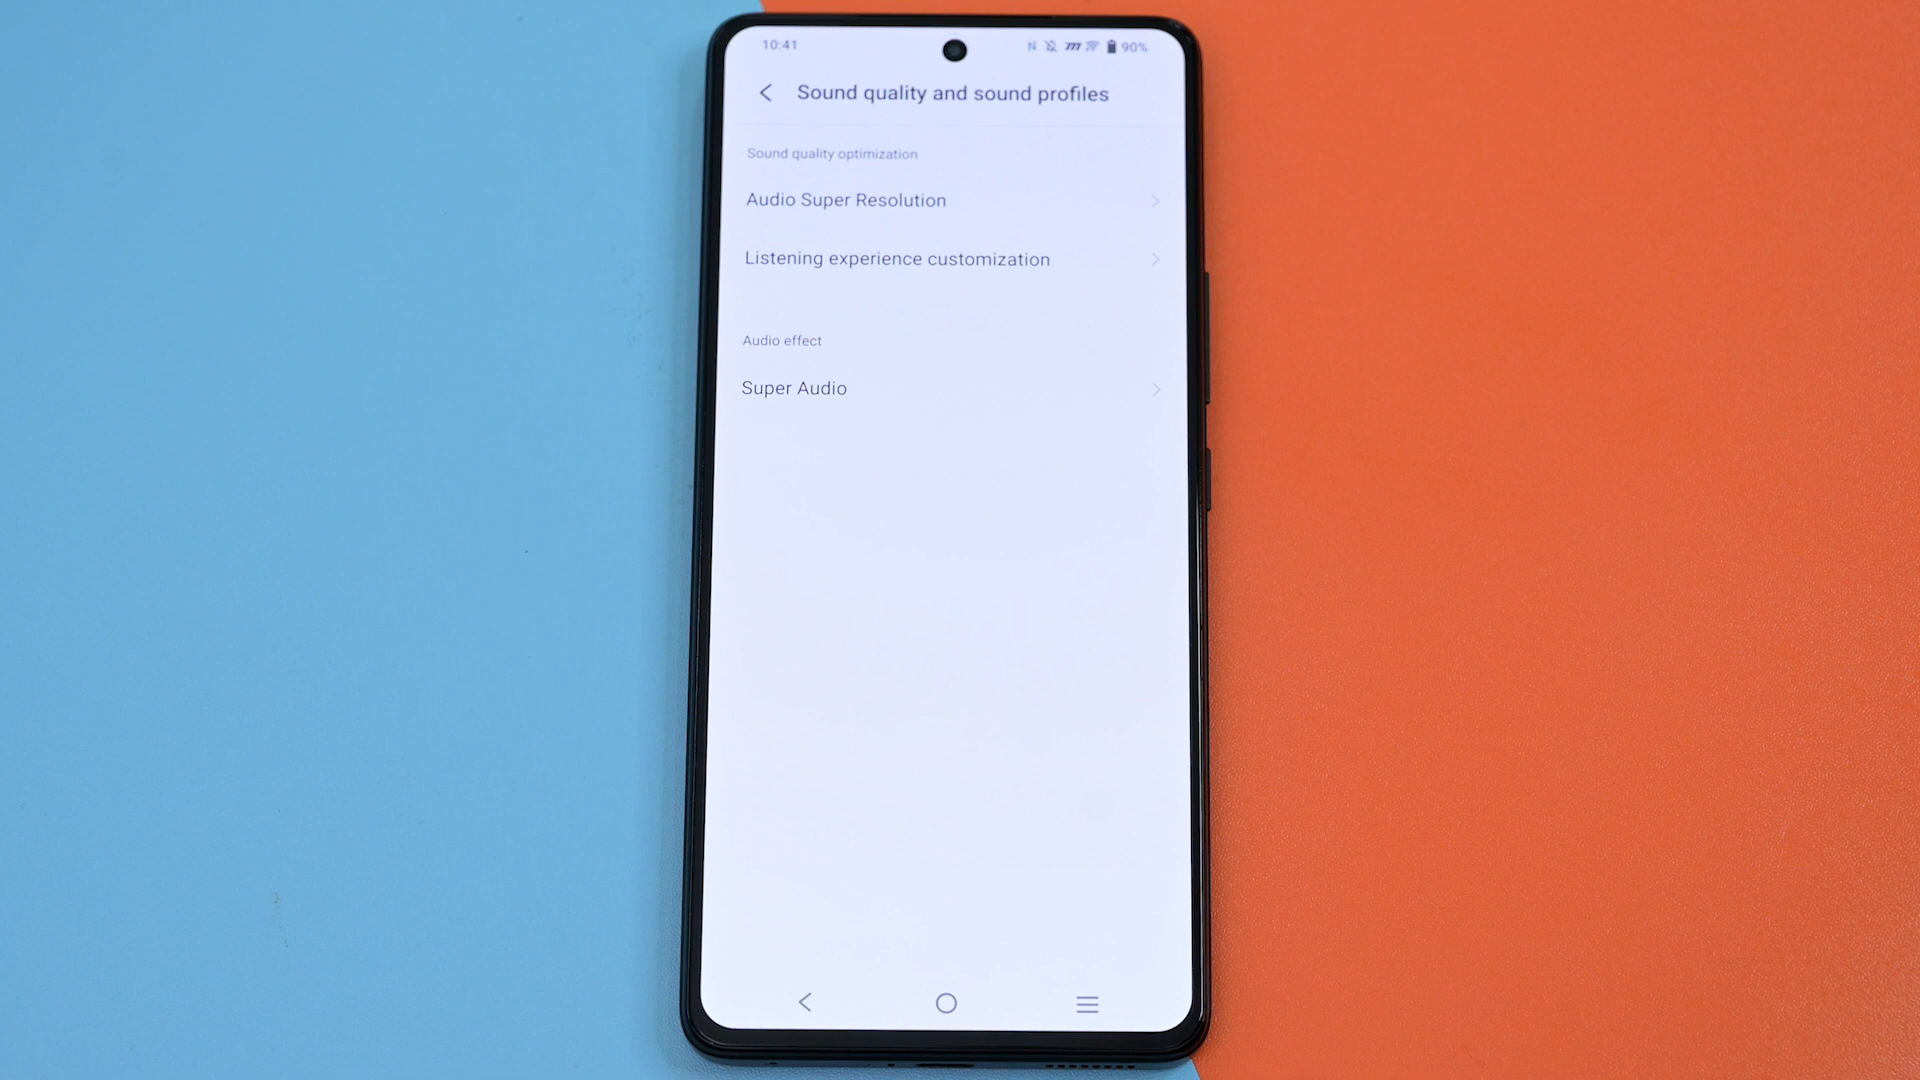 10:41 N 90%
Sound quality and sound profiles
Sound quality optimization
Audio Super Resolution
Listening experience customization
Audio effect
Super Audio